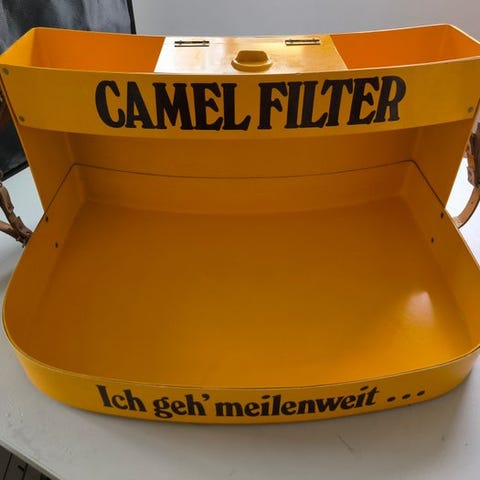 CAMEL FILTER
Ich geh' meilenweit . . .